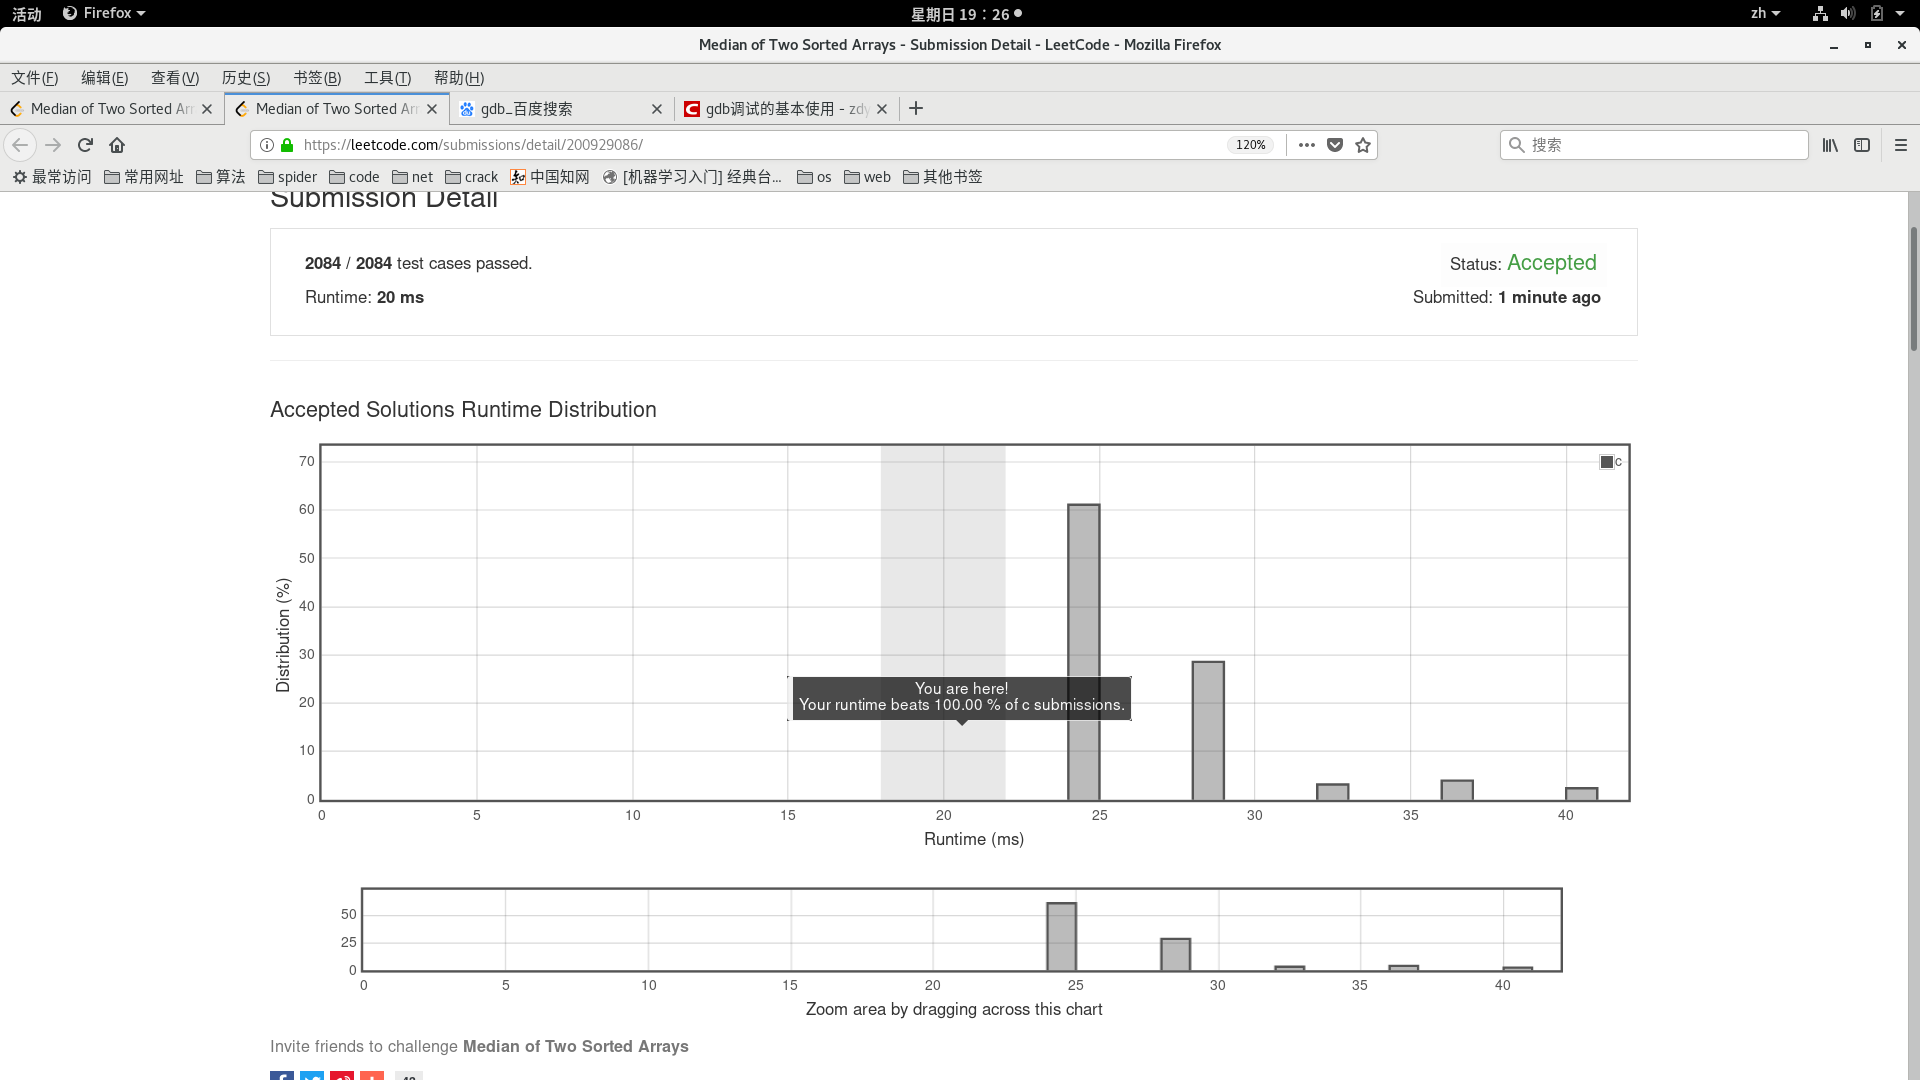 活动 Firefox 星期日 19：26 zh
Median of Two Sorted Arrays - Submission Detail - LeetCode - Mozilla Firefox
文件(F) 编辑(E) 查看(V) 历史(S) 书签(B) 工具(T) 帮助(H)
Median of Two Sorted Arr Median of Two Sorted Arr gdb_百度搜索 gdb调试的基本使用 - zdy
https://leetcode.com/submissions/detail/200929086/ 120% 搜索
最常访问 常用网址 算法 spider code net crack 中国知网 [机器学习入门] 经典台... os web 其他书签
Submission Detail
2084 / 2084 test cases passed. Status: Accepted
Runtime: 20 ms Submitted: 1 minute ago
Accepted Solutions Runtime Distribution
70
60
50
40
30
20
10
0
Distribution (%)
c
You are here!
Your runtime beats 100.00 % of c submissions.
0 5 10 15 20 25 30 35 40
Runtime (ms)
50
25
0
0 5 10 15 20 25 30 35 40
Zoom area by dragging across this chart
Invite friends to challenge Median of Two Sorted Arrays